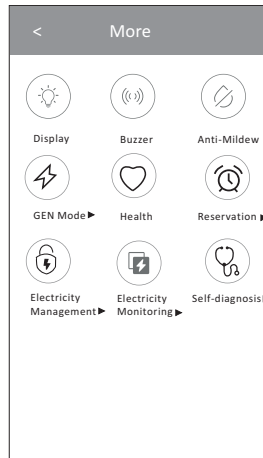 < More
Display Buzzer Anti-Mildew
GEN Mode▶ Health Reservation▶
Electricity Electricity Self-diagnosis
Management▶ Monitoring▶